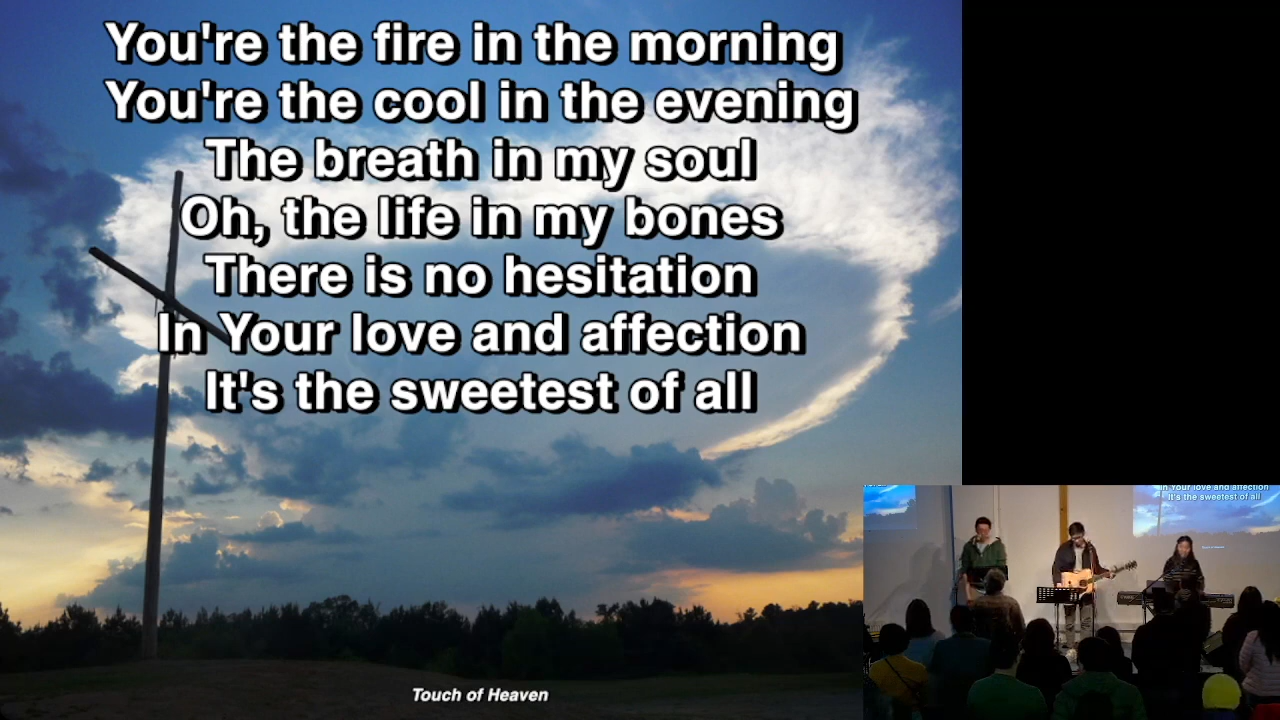 You're the fire in the morning
You're the cool in the evening
The breath in my soul
Oh, the life in my bones
There is no hesitation
In Your love and affection
It's the sweetest of all
Touch of Heaven
In Your love and affection
It's the sweetest of all